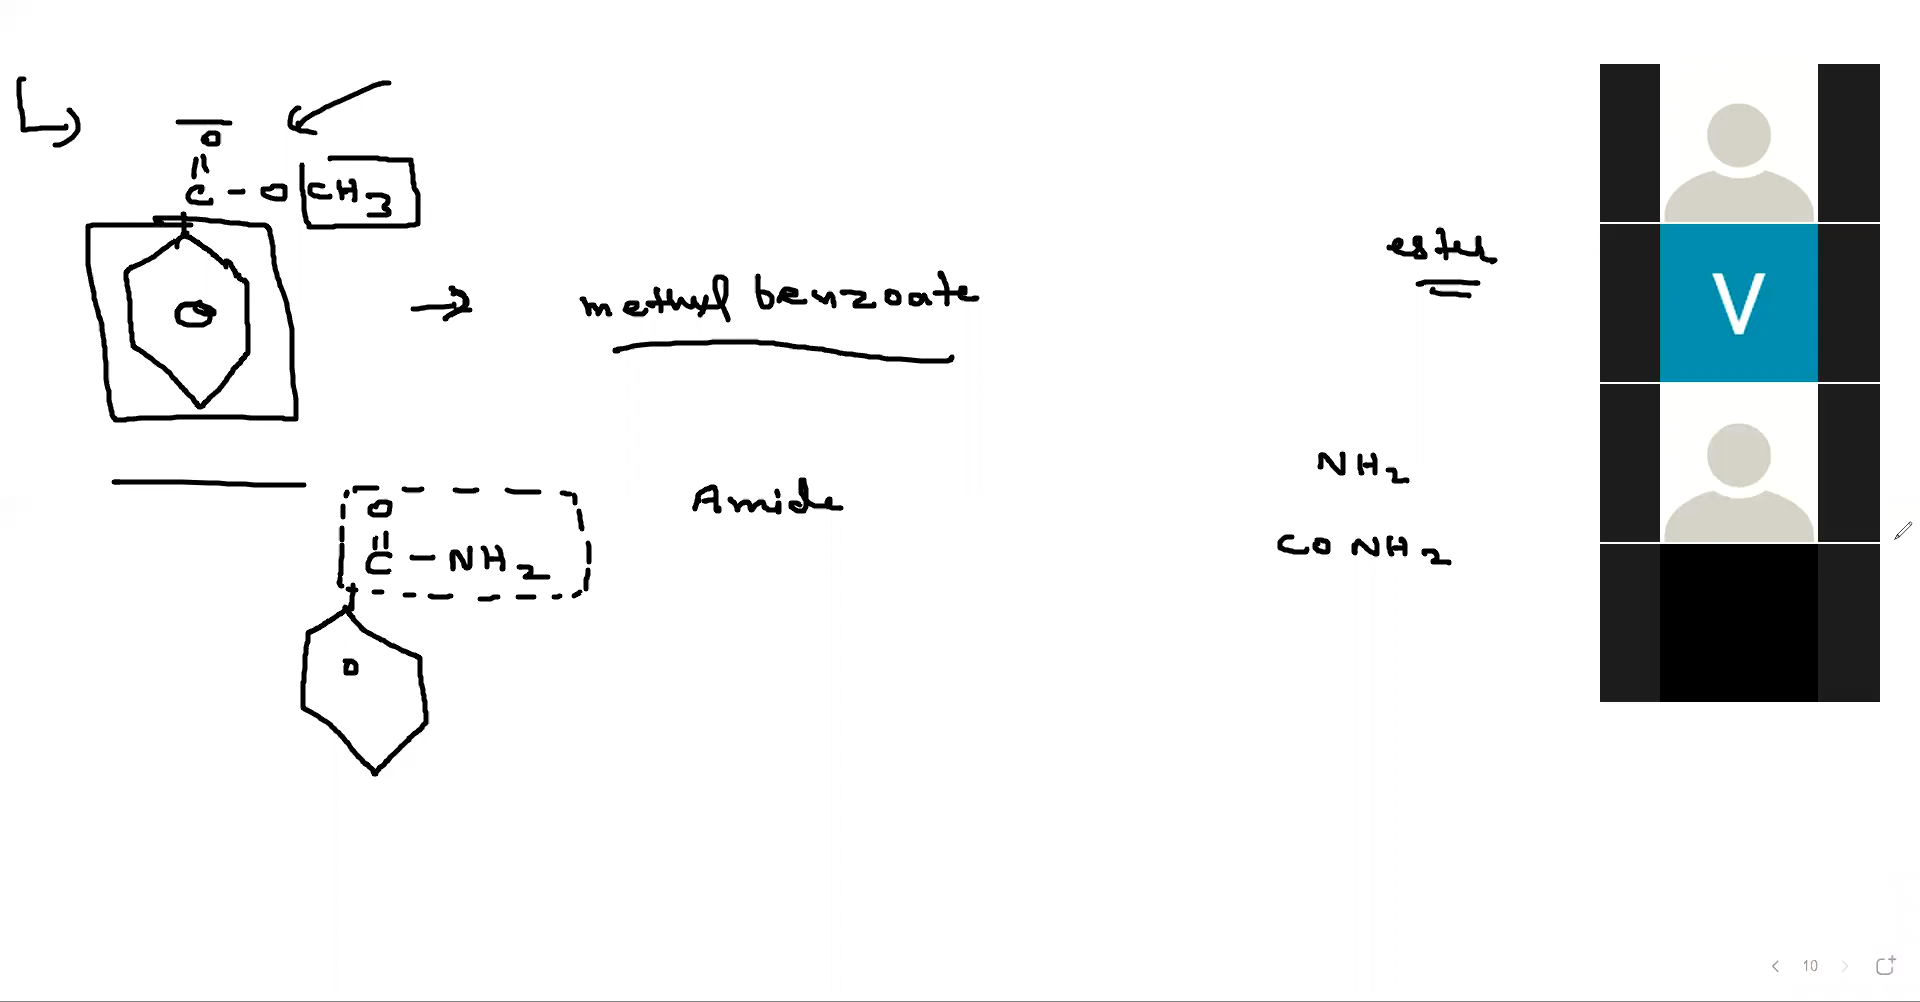 O
||
C - O CH3
→ methyl benzoate
ester
O
||
C - NH2
Amide
NH2
CO NH2
V
10